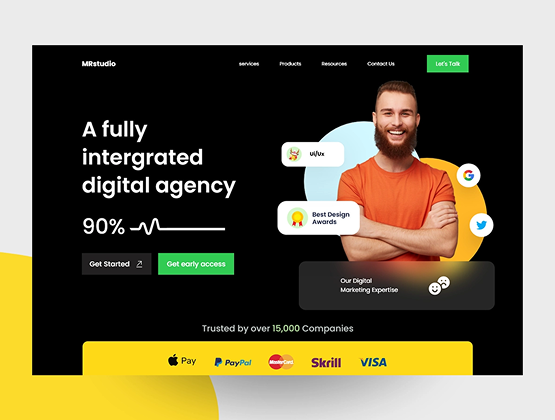 MRstudio
services Products Resources Contact Us Let's Talk
A fully
intergrated
digital agency
90%
Get Started
Get early access
Ui/Ux
Best Design
Awards
Our Digital
Marketing Expertise
Trusted by over 15,000 Companies
Pay PayPal MasterCard Skrill VISA